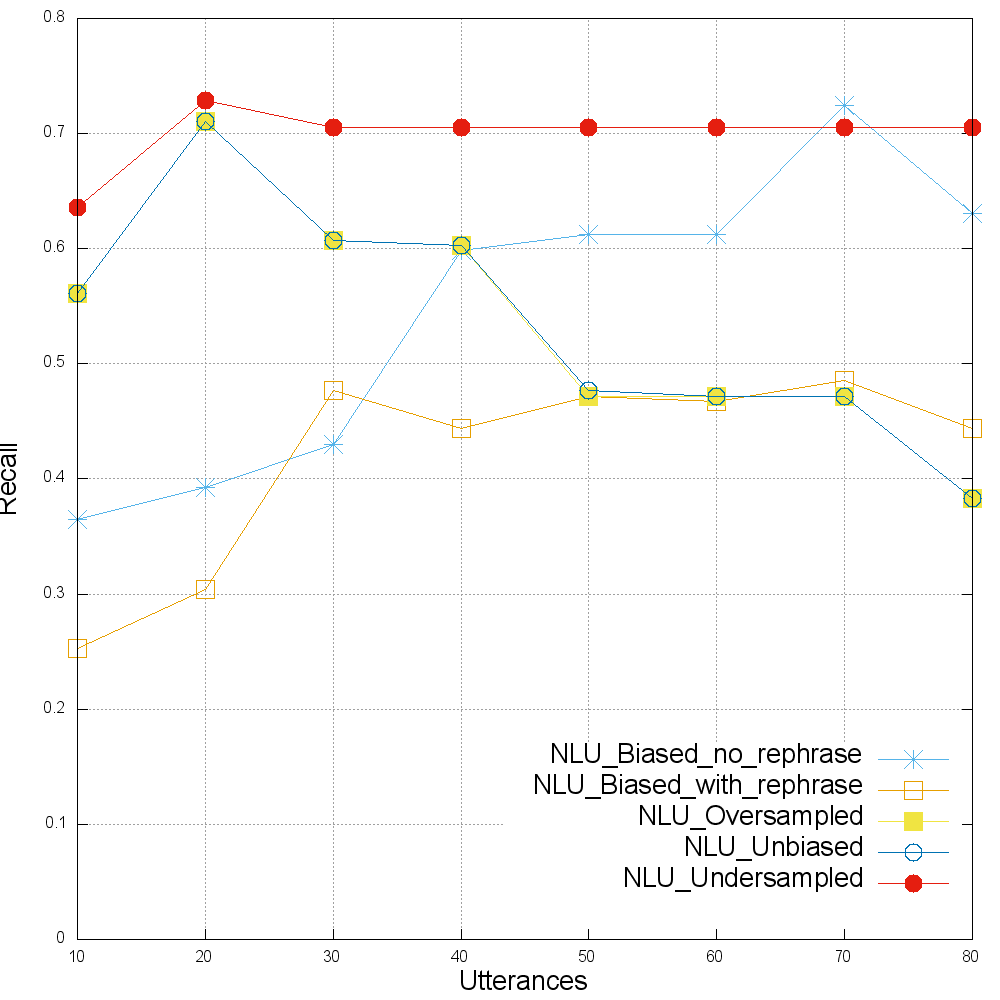 0.8
0.7
0.6
0.5
0.4
0.3
0.2
0.1
0
Recall
NLU_Biased_no_rephrase
NLU_Biased_with_rephrase
NLU_Oversampled
NLU_Unbiased
NLU_Undersampled
10 20 30 40 50 60 70 80
Utterances